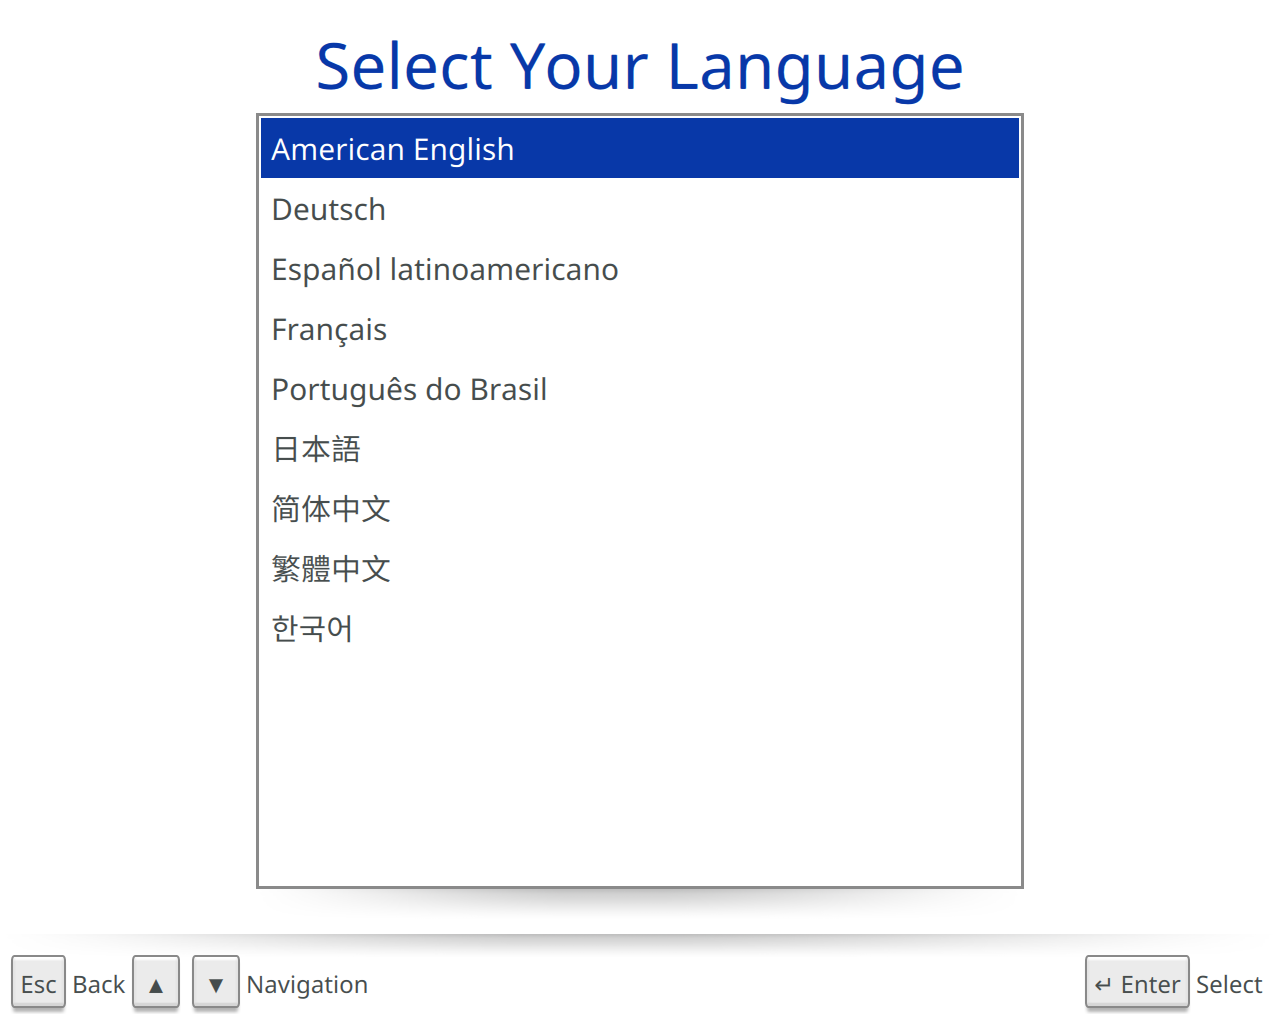 Select Your Language
American English
Deutsch
Español latinoamericano
Français
Português do Brasil
日本語
简体中文
繁體中文
한국어
Esc Back ▲ ▼ Navigation ↵ Enter Select